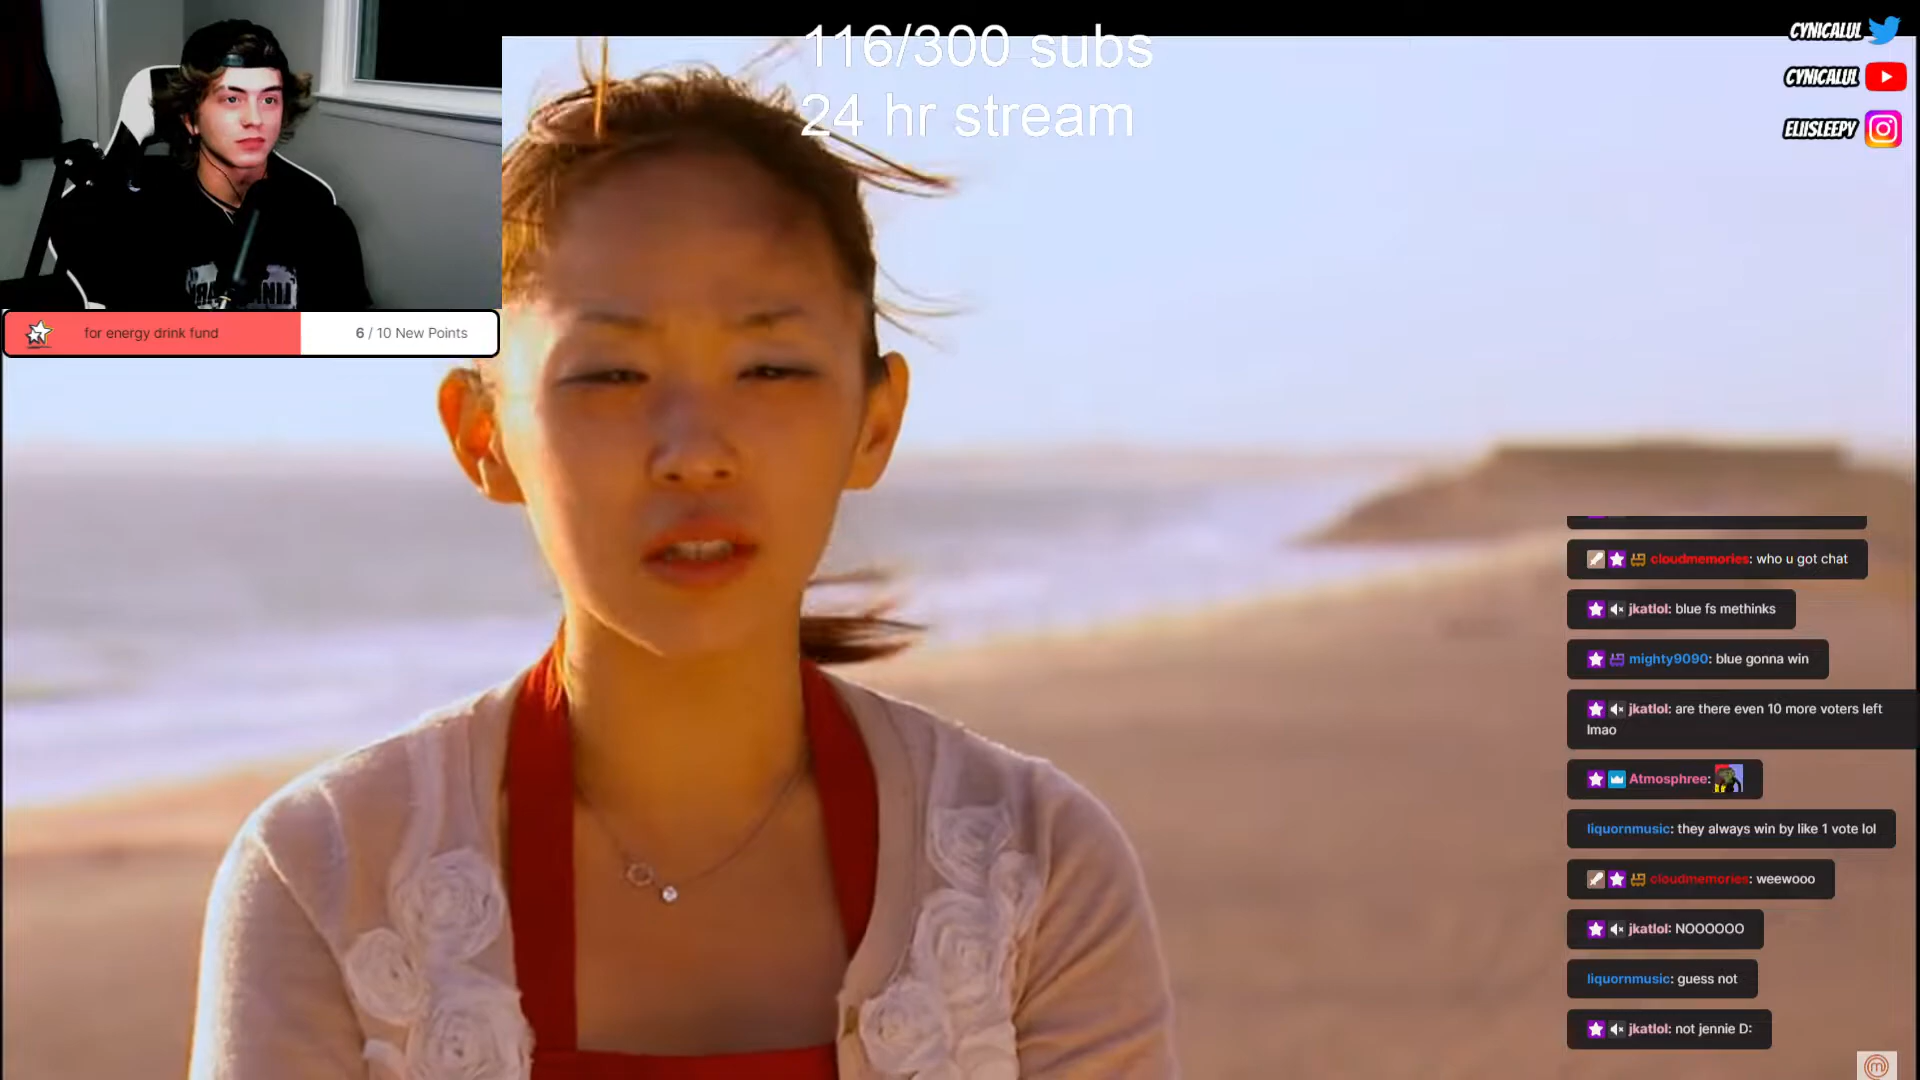 116/300 subs
24 hr stream
CYNICALUL
CYNICALUL
ELIISLEEPY
for energy drink fund
6 / 10 New Points
cloudmemories: who u got chat
jkatlol: blue fs methinks
mighty9090: blue gonna win
jkatlol: are there even 10 more voters left
lmao
Atmosphree:
liquornmusic: they always win by like 1 vote lol
cloudmemories: weewooo
jkatlol: NOOOOOO
liquornmusic: guess not
jkatlol: not jennie D: